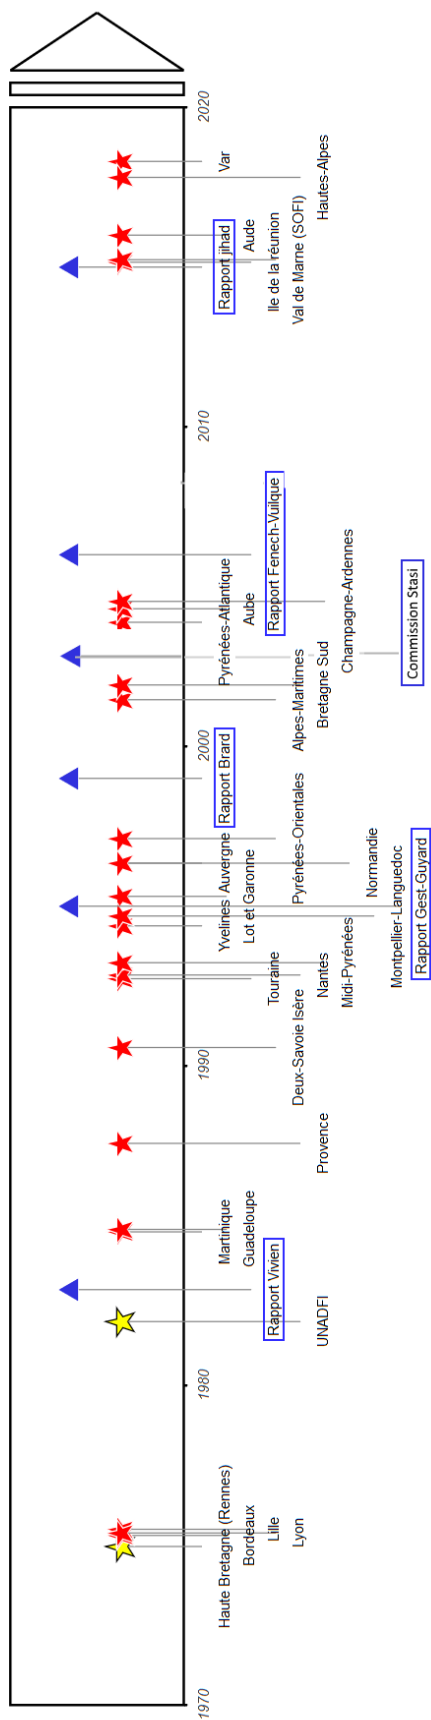 1970
1980
1990
2000
2010
2020
Haute Bretagne (Rennes)
Martinique
Yvelines Auvergne
Rapport Brard
Pyrénées-Atlantique
Rapport jihad
Var
Bordeaux
Guadeloupe
Lot et Garonne
Aube
Aude
Lille
Rapport Vivien
Touraine
Rapport Fenech-Vuilque
Ile de la réunion
Lyon
Deux-Savoie Isère
Pyrénées-Orientales
Alpes-Maritimes
Val de Marne (SOFI)
UNADFI
Provence
Nantes
Bretagne Sud
Hautes-Alpes
Midi-Pyrénées
Champagne-Ardennes
Normandie
Montpellier-Languedoc
Commission Stasi
Rapport Gest-Guyard